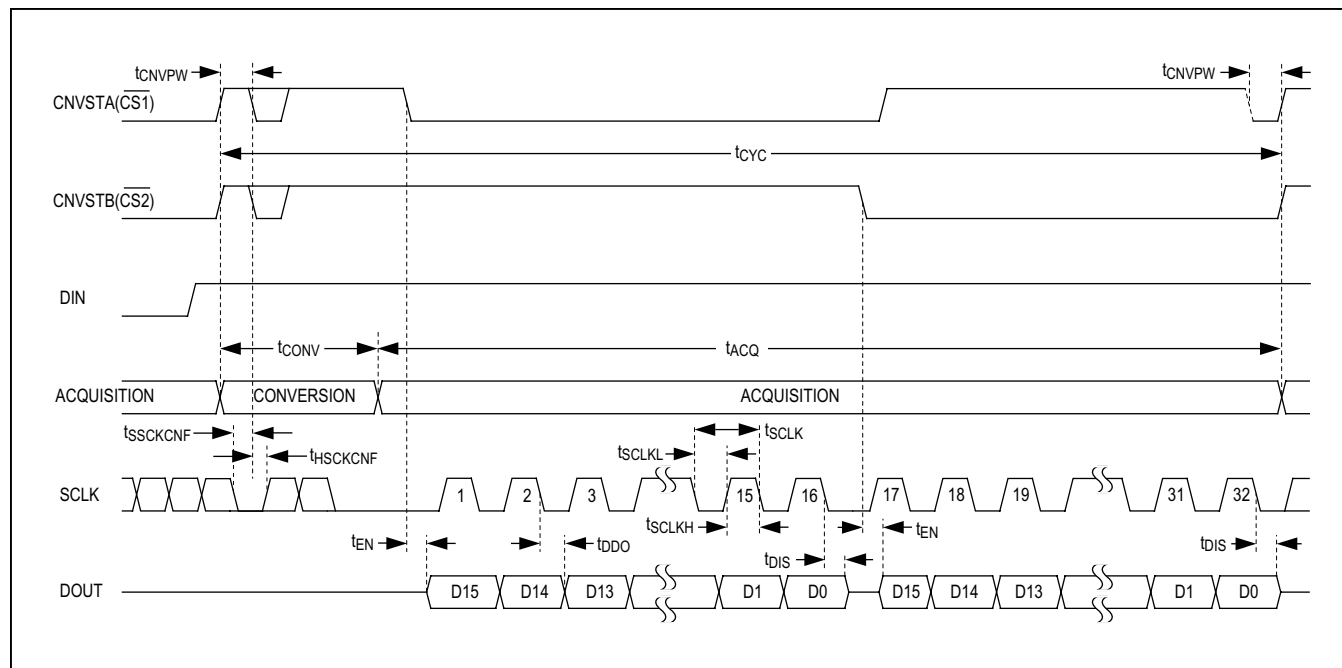 tCNVPW
tCNVPW
CNVSTA(CS1)
tCYC
CNVSTB(CS2)
DIN
tCONV
tACQ
ACQUISITION
CONVERSION
ACQUISITION
tSSCKCNF
tHSCKCNF
tSCLKL
tSCLK
SCLK
1 2 3 15 16 17 18 19 31 32
tSCLKH
tEN
tDDO
tDIS
tEN
tDIS
DOUT
D15 D14 D13 D1 D0 D15 D14 D13 D1 D0